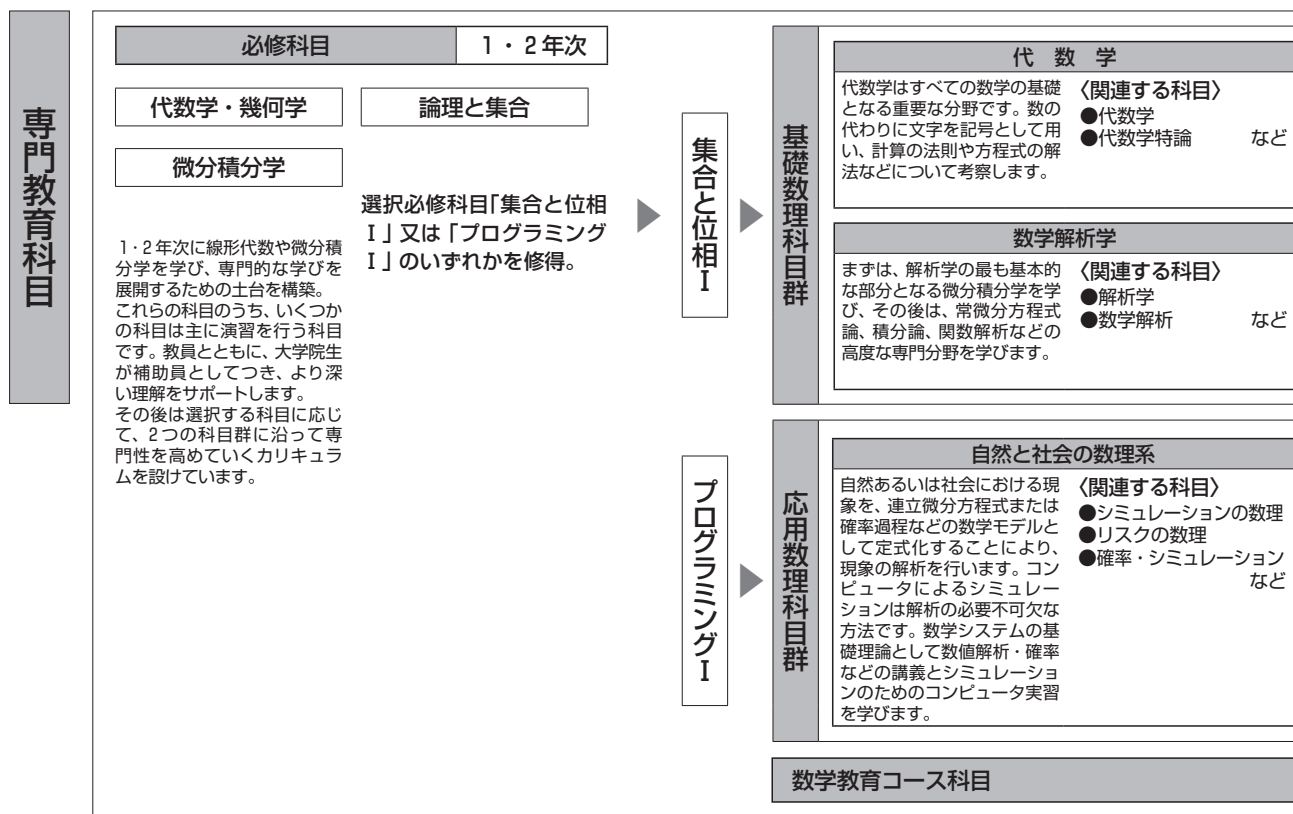 専門教育科目
必修科目
1・2年次
代数学・幾何学
論理と集合
微分積分学
1・2年次に線形代数や微分積
分学を学び、専門的な学びを
展開するための土台を構築。
これらの科目のうち、いくつか
の科目は主に演習を行う科目
です。教員とともに、大学院生
が補助員としてつき、より深
い理解をサポートします。
その後は選択する科目に応じ
て、2つの科目群に沿って専
門性を高めていくカリキュラ
ムを設けています。
選択必修科目「集合と位相
Ⅰ」又は「プログラミング
Ⅰ」のいずれかを修得。
集合と位相Ⅰ
基礎数理科目群
代数学
代数学はすべての数学の基礎
となる重要な分野です。数の
代わりに文字を記号として用
い、計算の法則や方程式の解
法などについて考察します。
〈関連する科目〉
●代数学
●代数学特論 など
数学解析学
まずは、解析学の最も基本的
な部分となる微分積分学を学
び、その後は、常微分方程式
論、積分論、関数解析などの
高度な専門分野を学びます。
〈関連する科目〉
●解析学
●数学解析 など
プログラミングⅠ
応用数理科目群
自然と社会の数理系
自然あるいは社会における現
象を、連立微分方程式または
確率過程などの数学モデルと
して定式化することにより、
現象の解析を行います。コン
ピュータによるシミュレー
ションは解析の必要不可欠な
方法です。数学システムの基
礎理論として数値解析・確率
などの講義とシミュレーショ
ンのためのコンピュータ実習
を学びます。
〈関連する科目〉
●シミュレーションの数理
●リスクの数理
●確率・シミュレーション
など
数学教育コース科目